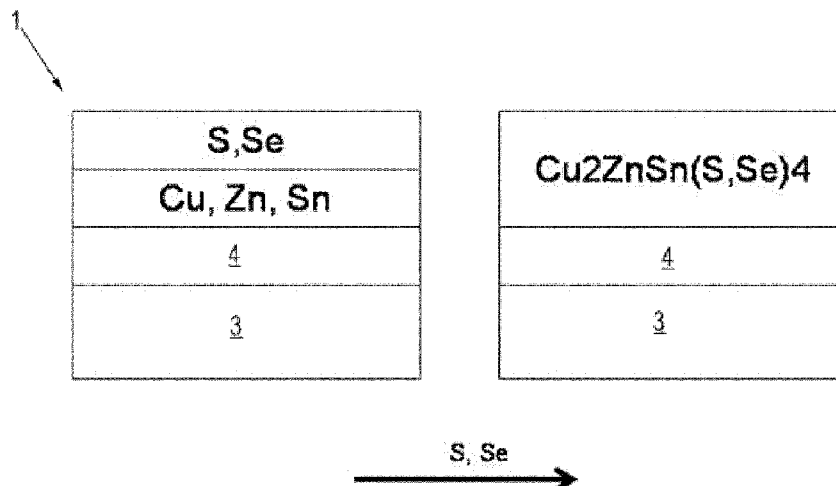 1
S,Se
Cu, Zn, Sn
4
3
Cu2ZnSn(S,Se)4
4
3
S, Se